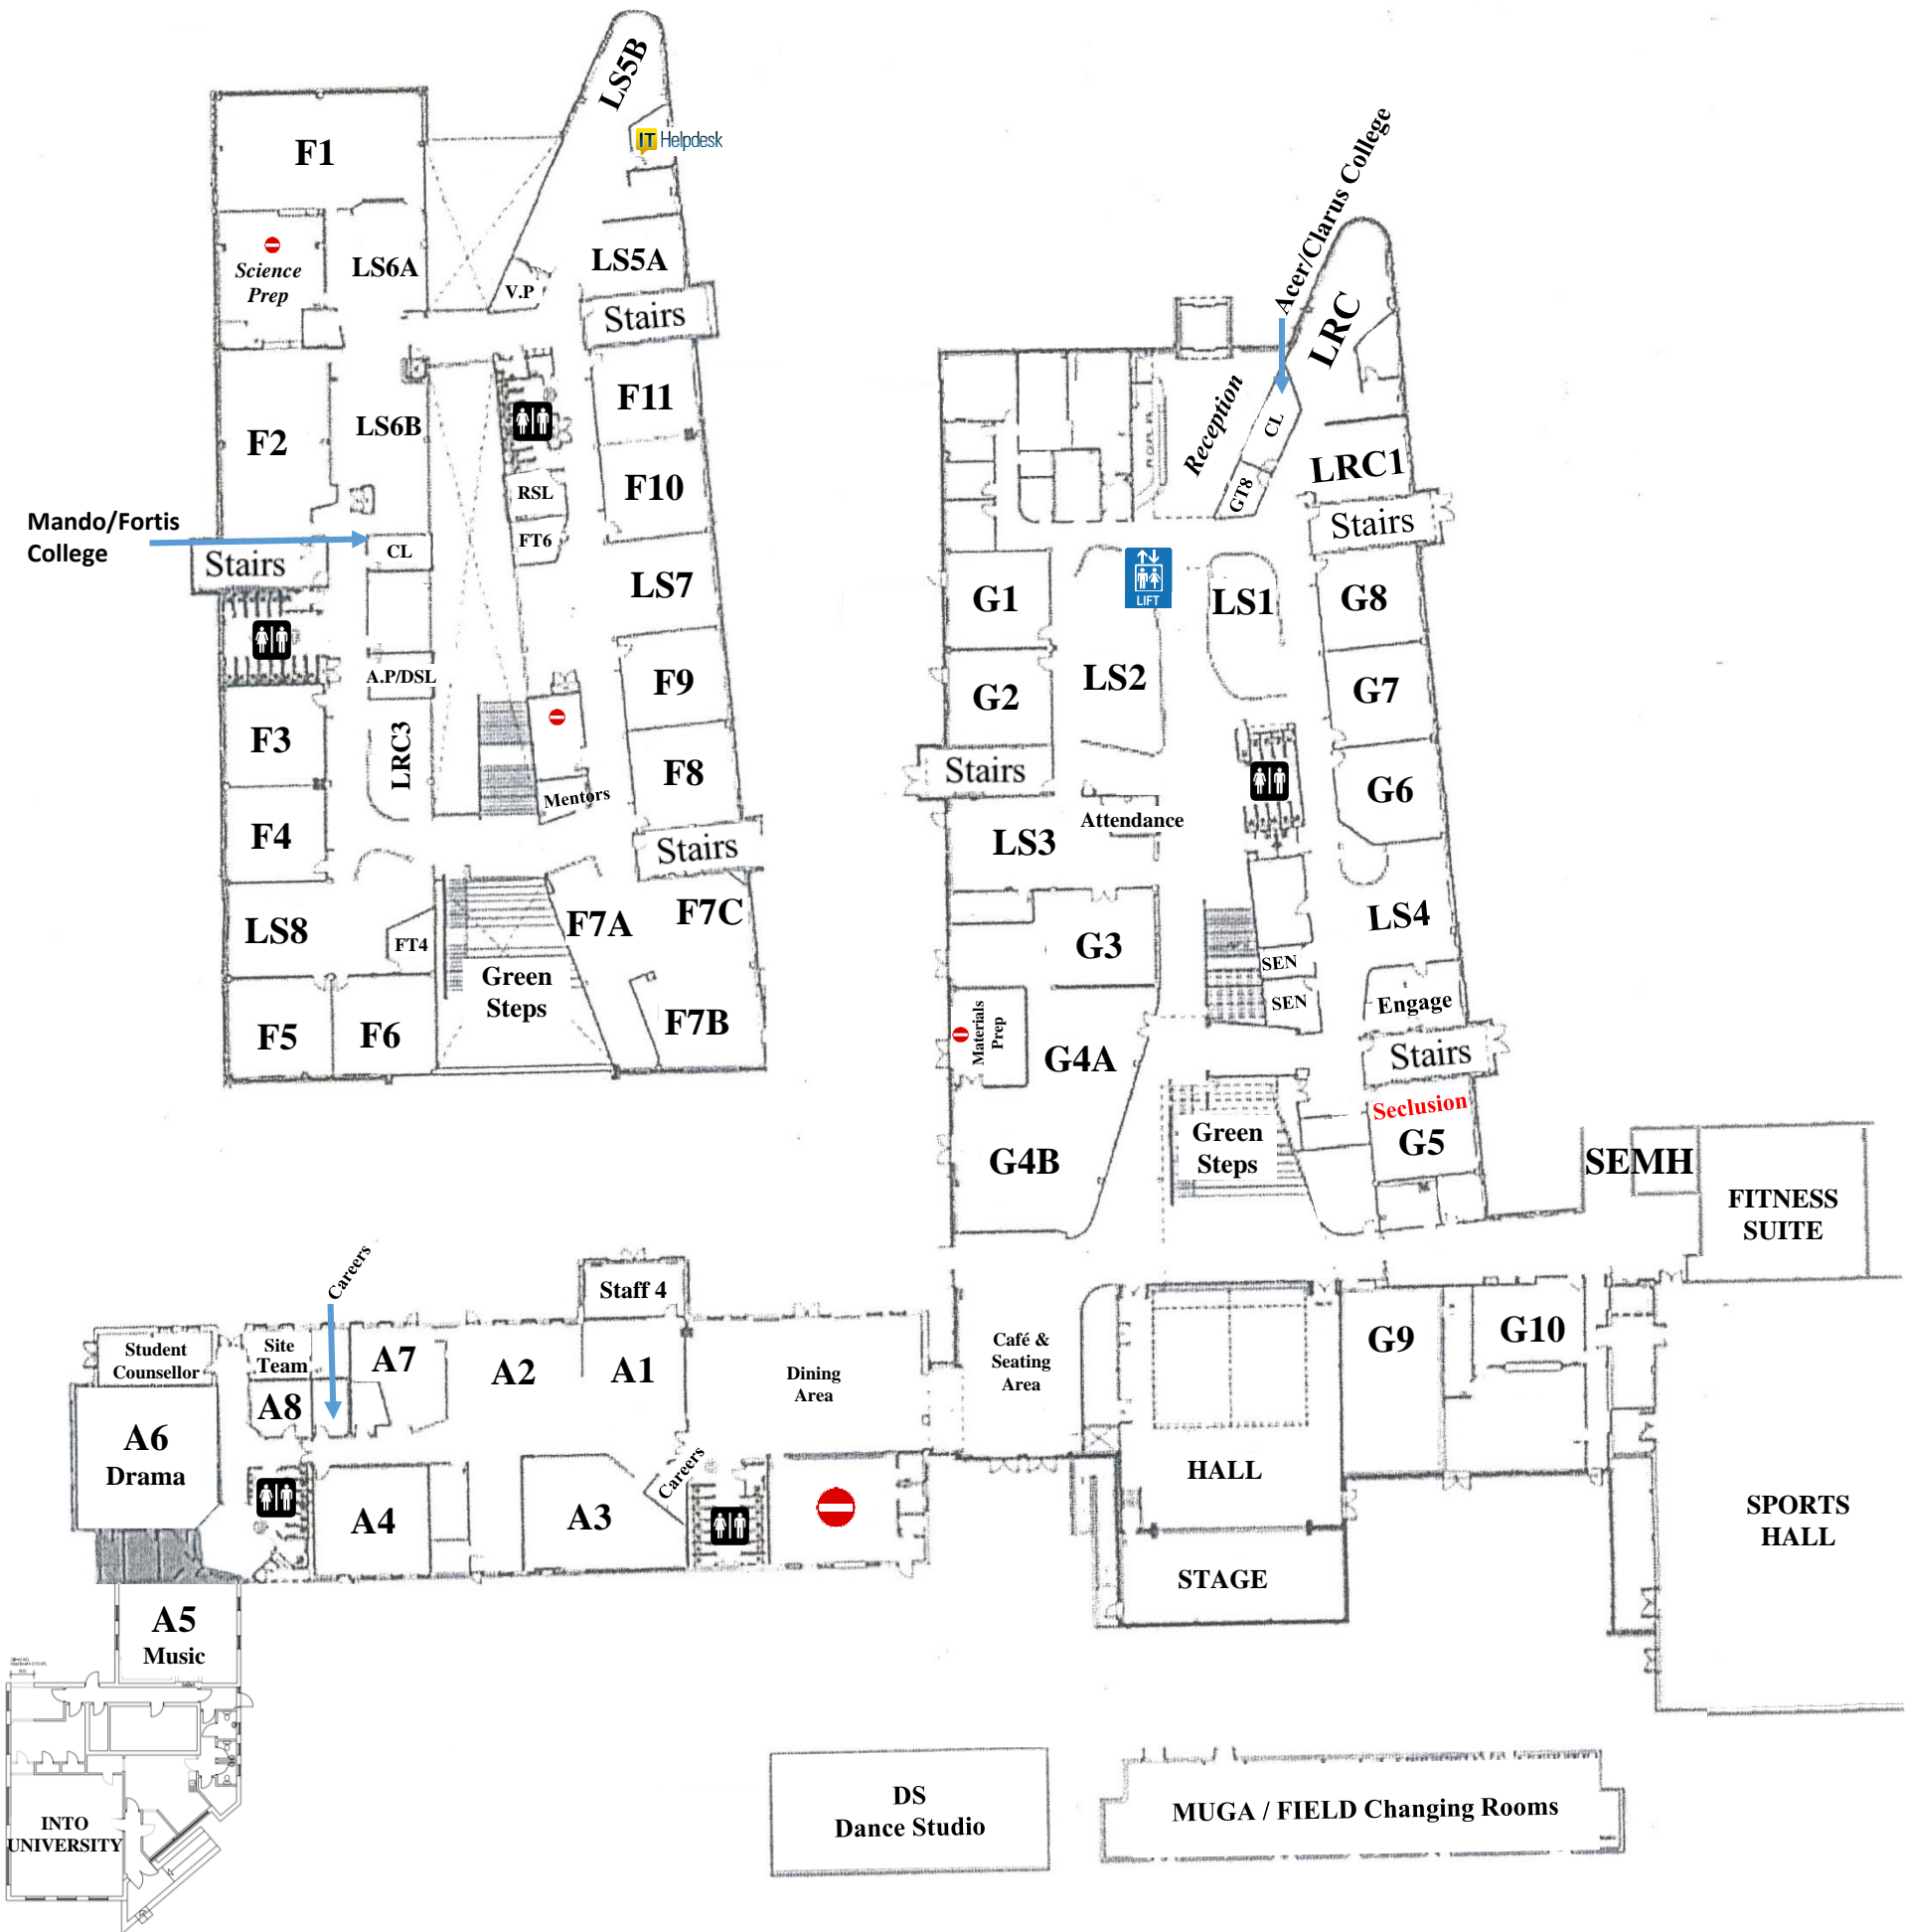 LS5B
IT Helpdesk
F1
Science
Prep
LS6A
LS5A
V.P
Stairs
F2
LS6B
F11
RSL
F10
FT6
Mando/Fortis
College
Stairs
CL
LS7
A.P/DSL
F9
F3
LRC3
F8
Mentors
F4
Stairs
LS8
FT4
F7A
F7C
Green
Steps
F5
F6
F7B
Acer/Clarus College
LRC
Reception
CL
GT8
LRC1
Stairs
G1
LIFT
LS1
G8
G2
LS2
G7
Stairs
G6
Attendance
LS3
LS4
G3
SEN
SEN
Engage
Materials
Prep
G4A
Stairs
Seclusion
G5
G4B
Green
Steps
SEMH
FITNESS
SUITE
Careers
Staff 4
Student
Counsellor
Site
Team
A7
A2
A1
Dining
Area
Café &
Seating
Area
G9
G10
A8
A6
Drama
Careers
A4
A3
HALL
SPORTS
HALL
STAGE
A5
Music
INTO
UNIVERSITY
DS
Dance Studio
MUGA / FIELD Changing Rooms